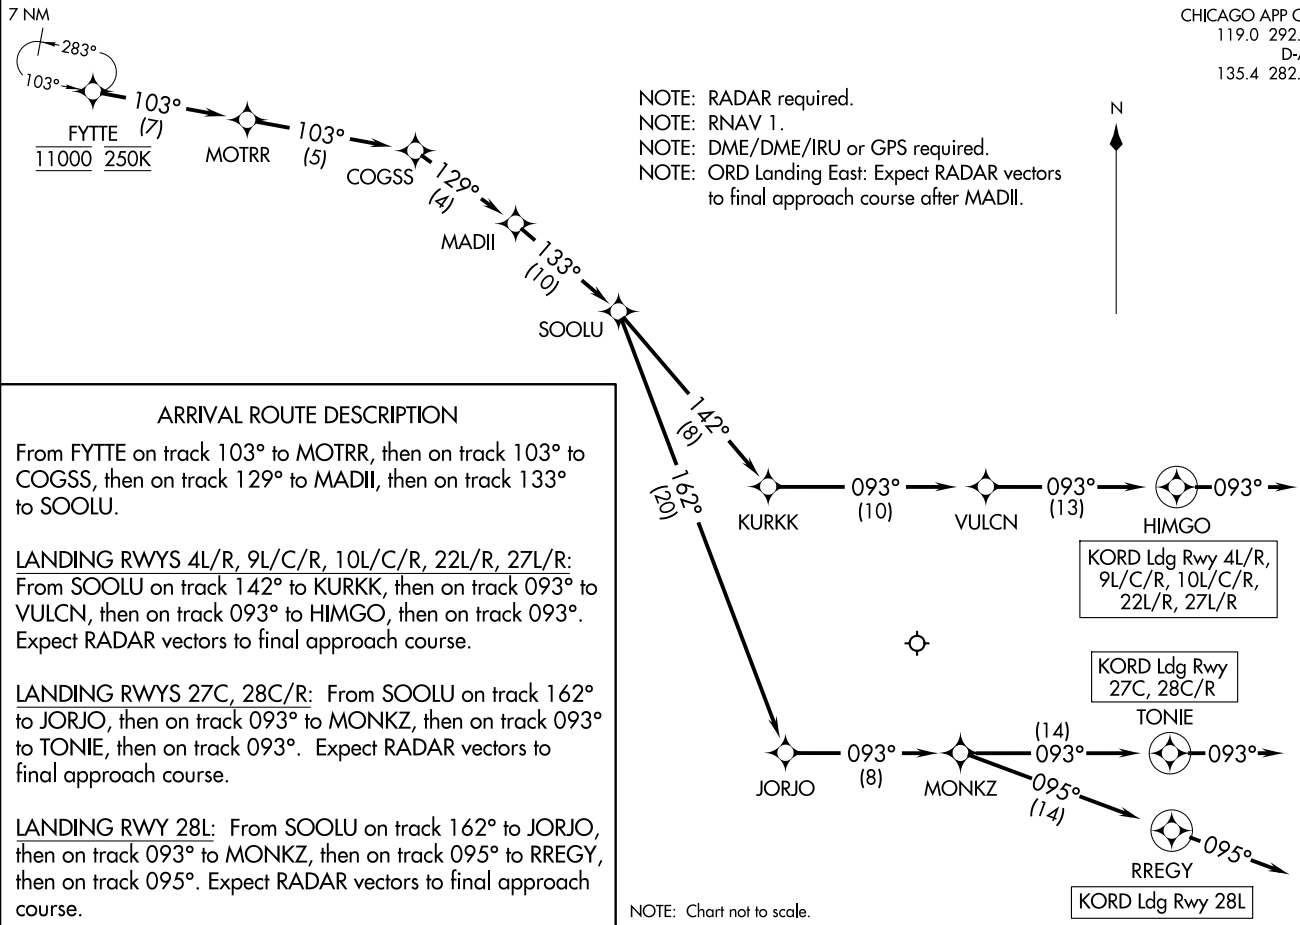 7 NM
283°
103°
103°
(7)
FYTTE
11000 250K
MOTRR
103°
(5)
COGSS
129°
(4)
MADII
133°
(10)
SOOLU
CHICAGO APP C
119.0 292.
D-A
135.4 282.
NOTE: RADAR required.
NOTE: RNAV 1.
NOTE: DME/DME/IRU or GPS required.
NOTE: ORD Landing East: Expect RADAR vectors
to final approach course after MADII.
N
142°
(8)
162°
(20)
KURKK
093°
(10)
VULCN
093°
(13)
HIMGO
093°
KORD Ldg Rwy 4L/R,
9L/C/R, 10L/C/R,
22L/R, 27L/R
KORD Ldg Rwy
27C, 28C/R
TONIE
JORJO
093°
(8)
MONKZ
(14)
093°
093°
095°
(14)
RREGY
095°
KORD Ldg Rwy 28L
ARRIVAL ROUTE DESCRIPTION
From FYTTE on track 103° to MOTRR, then on track 103° to
COGSS, then on track 129° to MADII, then on track 133°
to SOOLU.
LANDING RWYS 4L/R, 9L/C/R, 10L/C/R, 22L/R, 27L/R:
From SOOLU on track 142° to KURKK, then on track 093° to
VULCN, then on track 093° to HIMGO, then on track 093°.
Expect RADAR vectors to final approach course.
LANDING RWYS 27C, 28C/R: From SOOLU on track 162°
to JORJO, then on track 093° to MONKZ, then on track 093°
to TONIE, then on track 093°. Expect RADAR vectors to
final approach course.
LANDING RWY 28L: From SOOLU on track 162° to JORJO,
then on track 093° to MONKZ, then on track 095° to RREGY,
then on track 095°. Expect RADAR vectors to final approach
course.
NOTE: Chart not to scale.